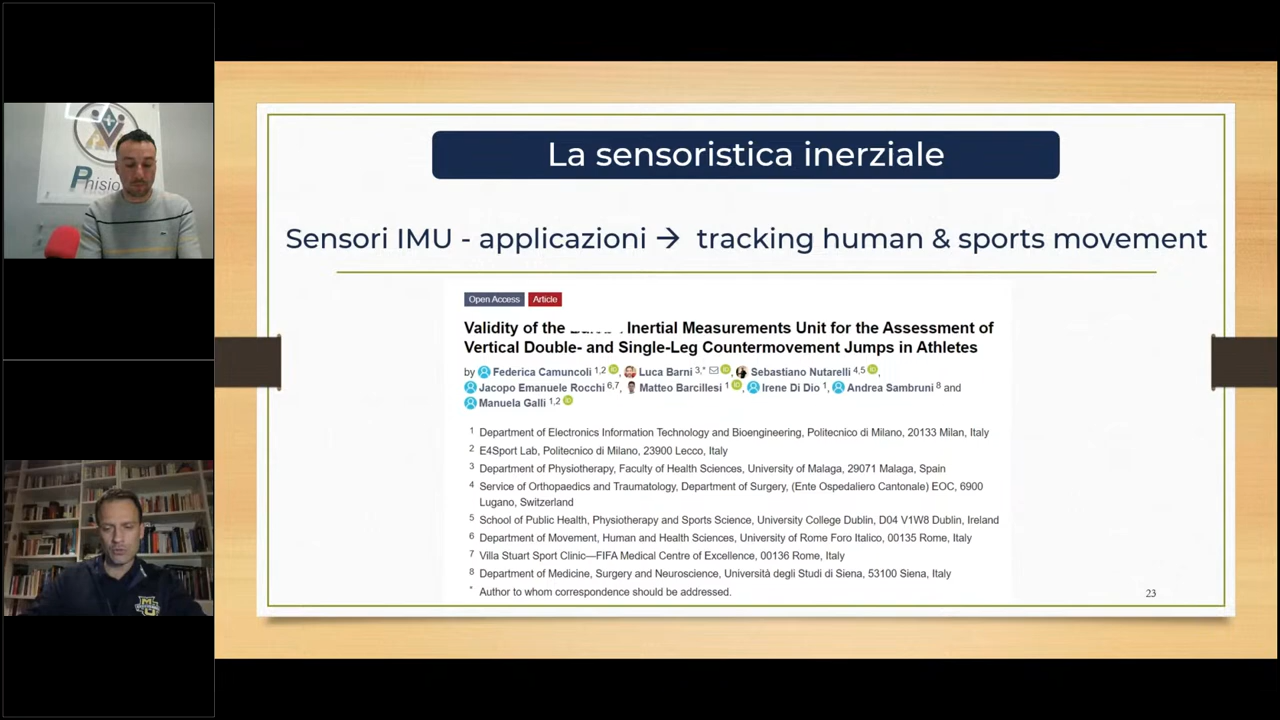 Phisio
La sensoristica inerziale
Sensori IMU - applicazioni → tracking human & sports movement
Open Access Article
Validity of the Inertial Measurements Unit for the Assessment of
Vertical Double- and Single-Leg Countermovement Jumps in Athletes
by Federica Camuncoli 1,2, Luca Barni 3,*, Sebastiano Nutarelli 4,5,
Jacopo Emanuele Rocchi 6,7, Matteo Barcillesi 1, Irene Di Dio 1, Andrea Sambruni 8 and
Manuela Galli 1,2
1 Department of Electronics Information Technology and Bioengineering, Politecnico di Milano, 20133 Milan, Italy
2 E4Sport Lab, Politecnico di Milano, 23900 Lecco, Italy
3 Department of Physiotherapy, Faculty of Health Sciences, University of Malaga, 29071 Malaga, Spain
4 Service of Orthopaedics and Traumatology, Department of Surgery, (Ente Ospedaliero Cantonale) EOC, 6900
Lugano, Switzerland
5 School of Public Health, Physiotherapy and Sports Science, University College Dublin, D04 V1W8 Dublin, Ireland
6 Department of Movement, Human and Health Sciences, University of Rome Foro Italico, 00135 Rome, Italy
7 Villa Stuart Sport Clinic—FIFA Medical Centre of Excellence, 00136 Rome, Italy
8 Department of Medicine, Surgery and Neuroscience, Università degli Studi di Siena, 53100 Siena, Italy
* Author to whom correspondence should be addressed.
23